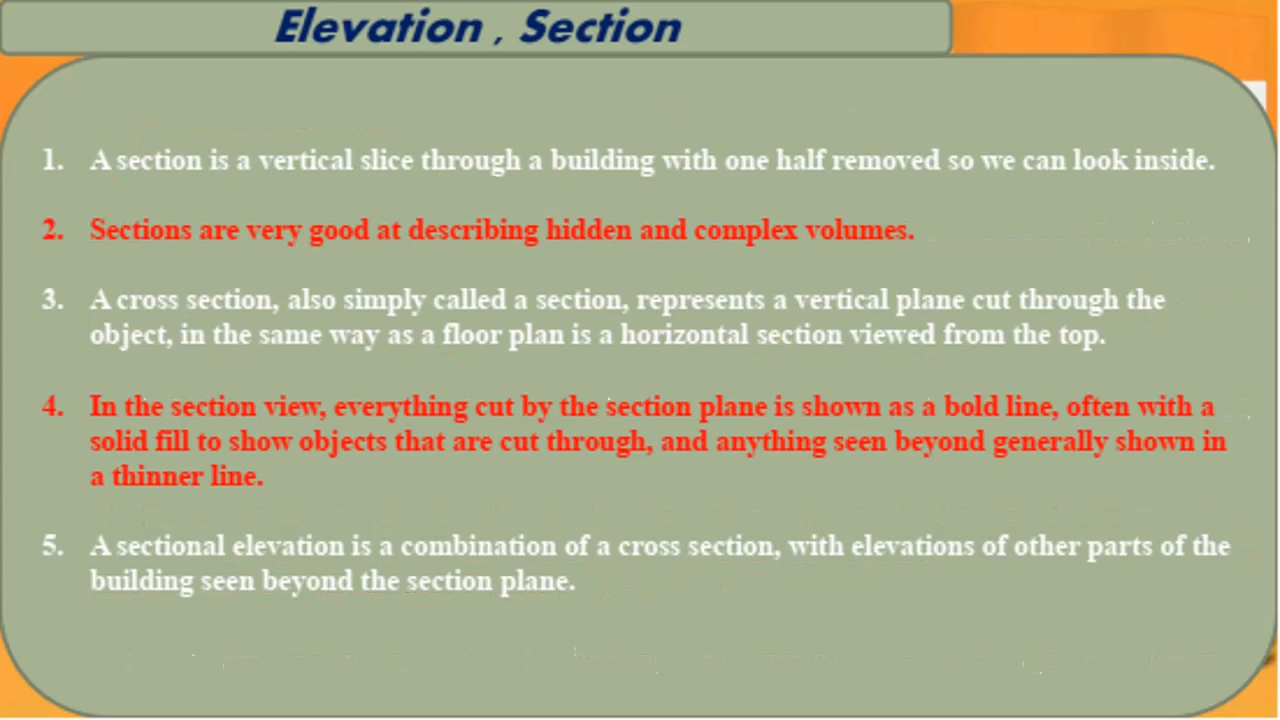 Elevation , Section
1. A section is a vertical slice through a building with one half removed so we can look inside.
2. Sections are very good at describing hidden and complex volumes.
3. A cross section, also simply called a section, represents a vertical plane cut through the
object, in the same way as a floor plan is a horizontal section viewed from the top.
4. In the section view, everything cut by the section plane is shown as a bold line, often with a
solid fill to show objects that are cut through, and anything seen beyond generally shown in
a thinner line.
5. A sectional elevation is a combination of a cross section, with elevations of other parts of the
building seen beyond the section plane.